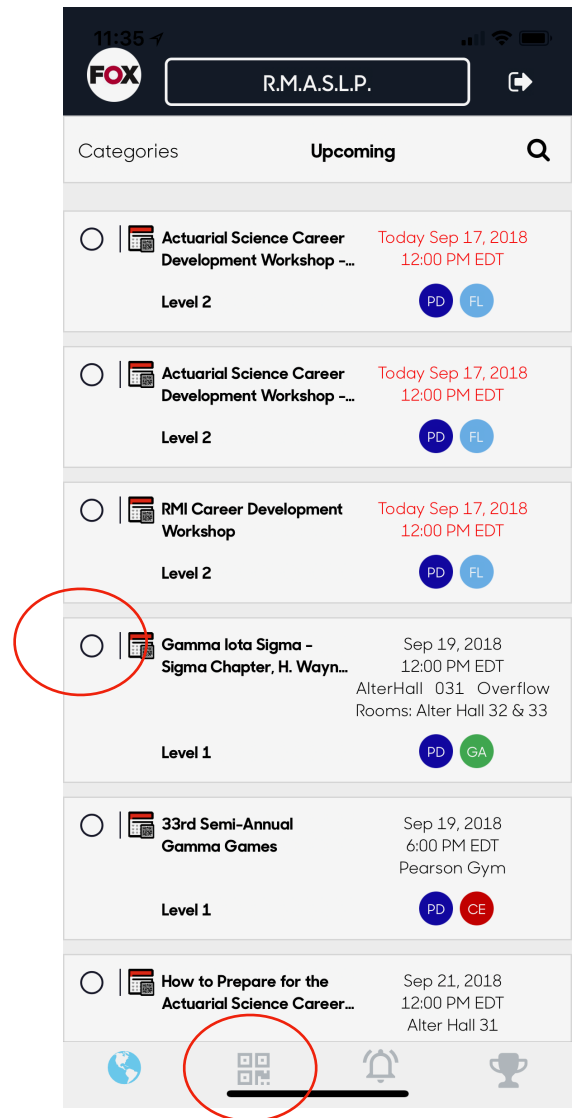 11:35
FOX
R.M.A.S.L.P.
Categories
Upcoming
Actuarial Science Career
Development Workshop -...
Today Sep 17, 2018
12:00 PM EDT
Level 2
PD
FL
Actuarial Science Career
Development Workshop -...
Today Sep 17, 2018
12:00 PM EDT
Level 2
PD
FL
RMI Career Development
Workshop
Today Sep 17, 2018
12:00 PM EDT
Level 2
PD
FL
Gamma Iota Sigma -
Sigma Chapter, H. Wayn...
Sep 19, 2018
12:00 PM EDT
AlterHall 031 Overflow
Rooms: Alter Hall 32 & 33
Level 1
PD
GA
33rd Semi-Annual
Gamma Games
Sep 19, 2018
6:00 PM EDT
Pearson Gym
Level 1
PD
CE
How to Prepare for the
Actuarial Science Career...
Sep 21, 2018
12:00 PM EDT
Alter Hall 31